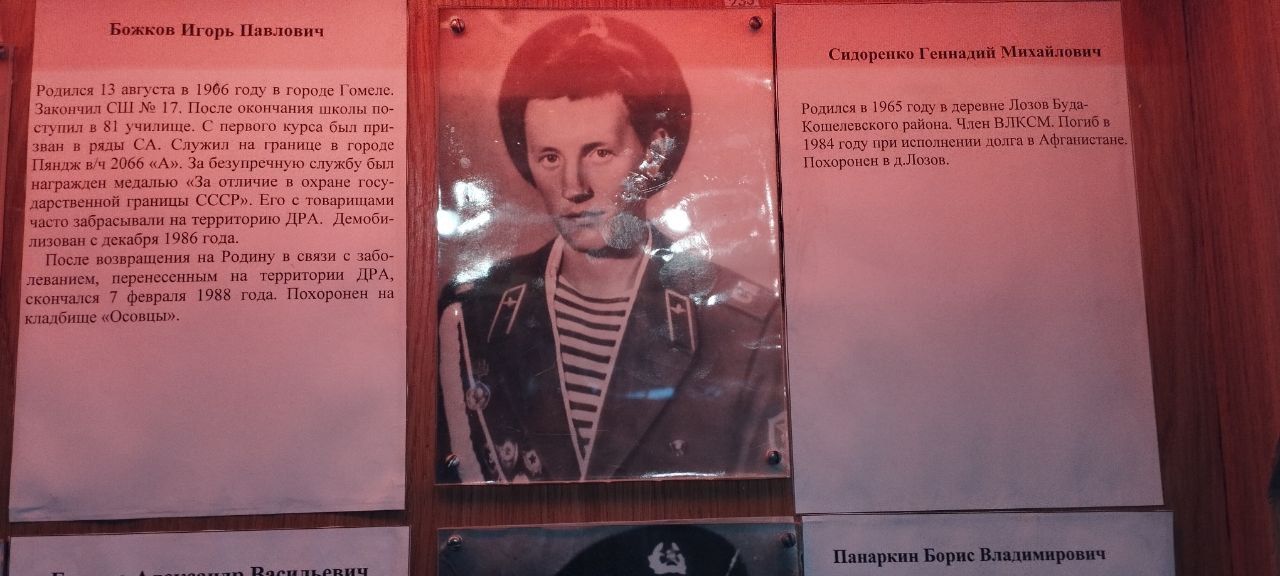 Божков Игорь Павлович
Родился 13 августа в 1966 году в городе Гомеле.
Закончил СШ № 17. После окончания школы по-
ступил в 81 училище. С первого курса был при-
зван в ряды СА. Служил на границе в городе
Пяндж в/ч 2066 «А». За безупречную службу был
награжден медалью «За отличие в охране госу-
дарственной границы СССР». Его с товарищами
часто забрасывали на территорию ДРА. Демоби-
лизован с декабря 1986 года.
После возвращения на Родину в связи с забо-
леванием, перенесенным на территории ДРА,
скончался 7 февраля 1988 года. Похоронен на
кладбище «Осовцы».
Сидоренко Геннадий Михайлович
Родился в 1965 году в деревне Лозов Буда-
Кошелевского района. Член ВЛКСМ. Погиб в
1984 году при исполнении долга в Афганистане.
Похоронен в д.Лозов.
Александр Васильевич
Панаркин Борис Владимирович